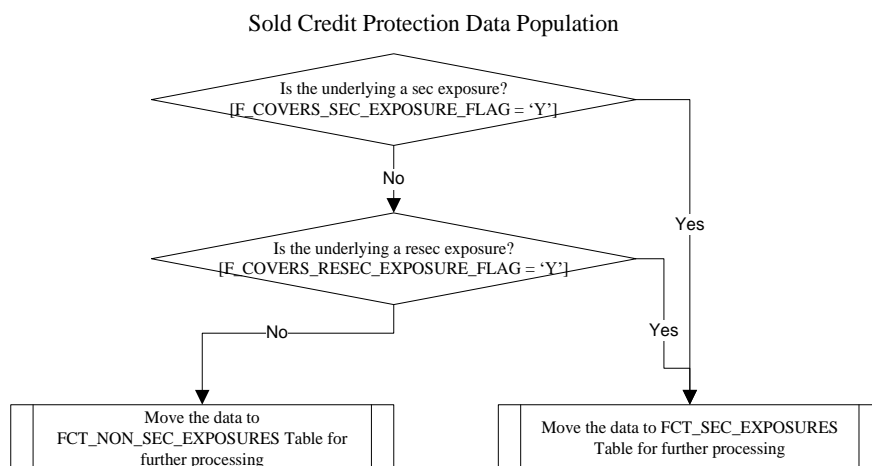 Sold Credit Protection Data Population
Is the underlying a sec exposure?
[F_COVERS_SEC_EXPOSURE_FLAG = ‘Y’]
No
Yes
Is the underlying a resec exposure?
[F_COVERS_RESEC_EXPOSURE_FLAG = ‘Y’]
No
Yes
Move the data to
FCT_NON_SEC_EXPOSURES Table for
further processing
Move the data to FCT_SEC_EXPOSURES
Table for further processing